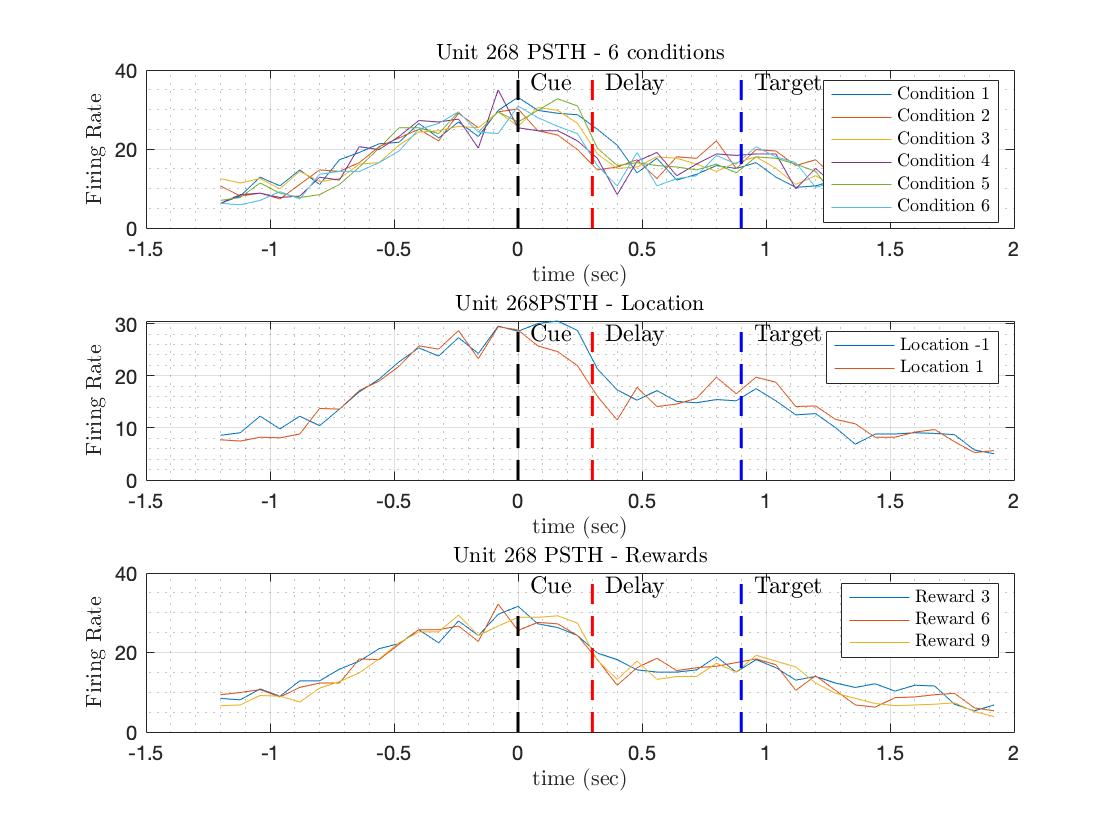 Unit 268 PSTH - 6 conditions
Firing Rate
40
20
0
Cue
Delay
Target
Condition 1
Condition 2
Condition 3
Condition 4
Condition 5
Condition 6
-1.5 -1 -0.5 0 0.5 1 1.5 2
time (sec)
Unit 268PSTH - Location
Firing Rate
30
20
10
0
Cue
Delay
Target
Location -1
Location 1
-1.5 -1 -0.5 0 0.5 1 1.5 2
time (sec)
Unit 268 PSTH - Rewards
Firing Rate
40
20
0
Cue
Delay
Target
Reward 3
Reward 6
Reward 9
-1.5 -1 -0.5 0 0.5 1 1.5 2
time (sec)